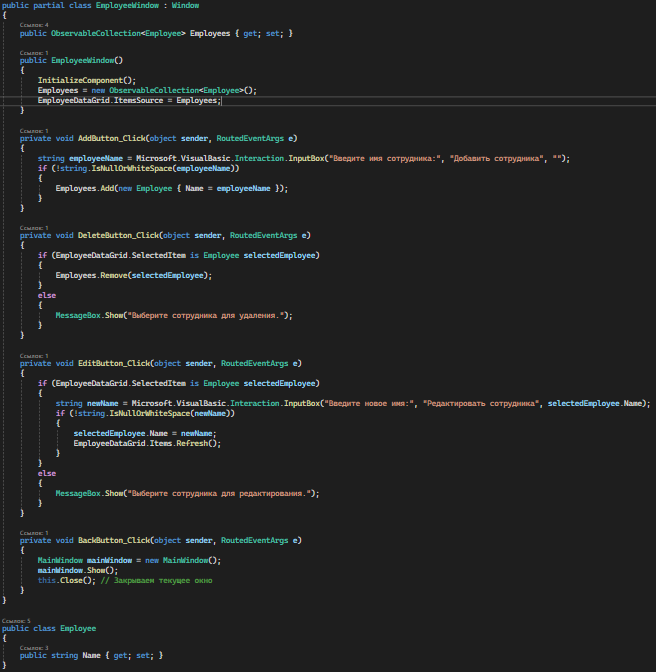 public partial class EmployeeWindow : Window
{
Ссылок: 4
public ObservableCollection<Employee> Employees { get; set; }
Ссылок: 1
public EmployeeWindow()
{
InitializeComponent();
Employees = new ObservableCollection<Employee>();
EmployeeDataGrid.ItemsSource = Employees;
}
Ссылок: 1
private void AddButton_Click(object sender, RoutedEventArgs e)
{
string employeeName = Microsoft.VisualBasic.Interaction.InputBox("Введите имя сотрудника:", "Добавить сотрудника", "");
if (!string.IsNullOrWhiteSpace(employeeName))
{
Employees.Add(new Employee { Name = employeeName });
}
}
Ссылок: 1
private void DeleteButton_Click(object sender, RoutedEventArgs e)
{
if (EmployeeDataGrid.SelectedItem is Employee selectedEmployee)
{
Employees.Remove(selectedEmployee);
}
else
{
MessageBox.Show("Выберите сотрудника для удаления.");
}
}
Ссылок: 1
private void EditButton_Click(object sender, RoutedEventArgs e)
{
if (EmployeeDataGrid.SelectedItem is Employee selectedEmployee)
{
string newName = Microsoft.VisualBasic.Interaction.InputBox("Введите новое имя:", "Редактировать сотрудника", selectedEmployee.Name);
if (!string.IsNullOrWhiteSpace(newName))
{
selectedEmployee.Name = newName;
EmployeeDataGrid.Items.Refresh();
}
}
else
{
MessageBox.Show("Выберите сотрудника для редактирования.");
}
}
Ссылок: 1
private void BackButton_Click(object sender, RoutedEventArgs e)
{
MainWindow mainWindow = new MainWindow();
mainWindow.Show();
this.Close(); // Закрываем текущее окно
}
}
Ссылок: 5
public class Employee
{
Ссылок: 3
public string Name { get; set; }
}